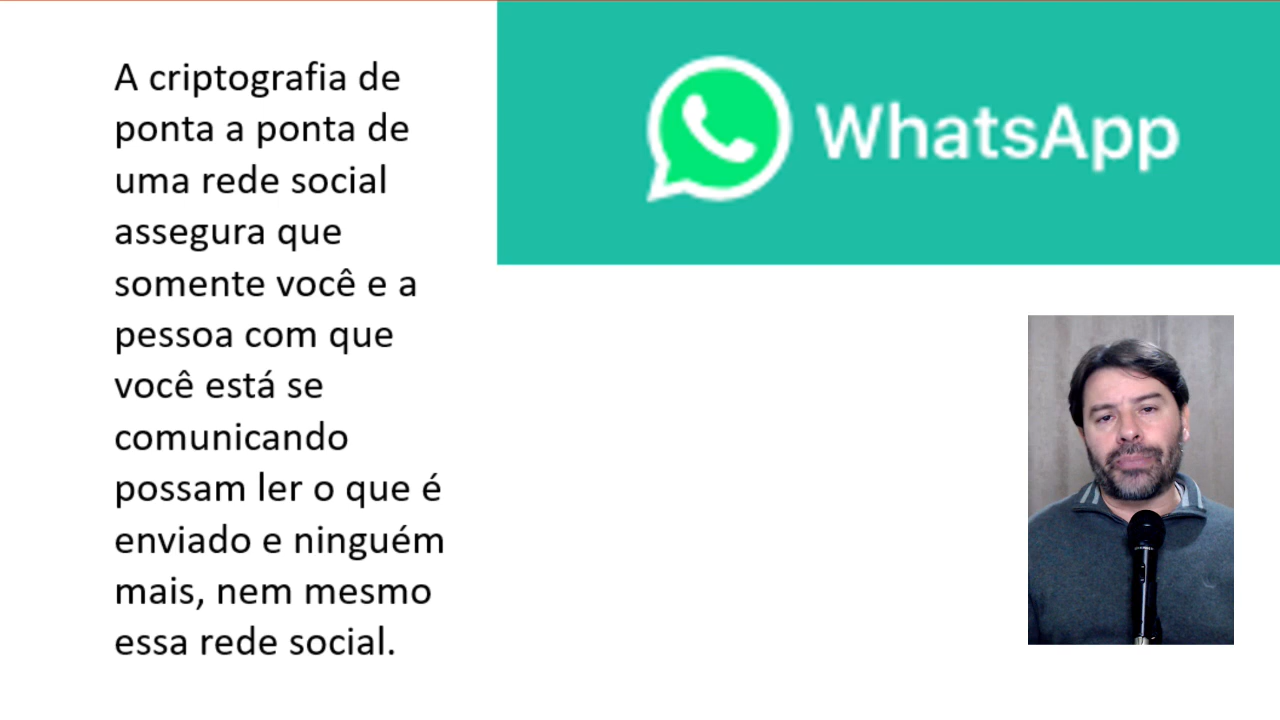 A criptografia de
ponta a ponta de
uma rede social
assegura que
somente você e a
pessoa com que
você está se
comunicando
possam ler o que é
enviado e ninguém
mais, nem mesmo
essa rede social.
WhatsApp